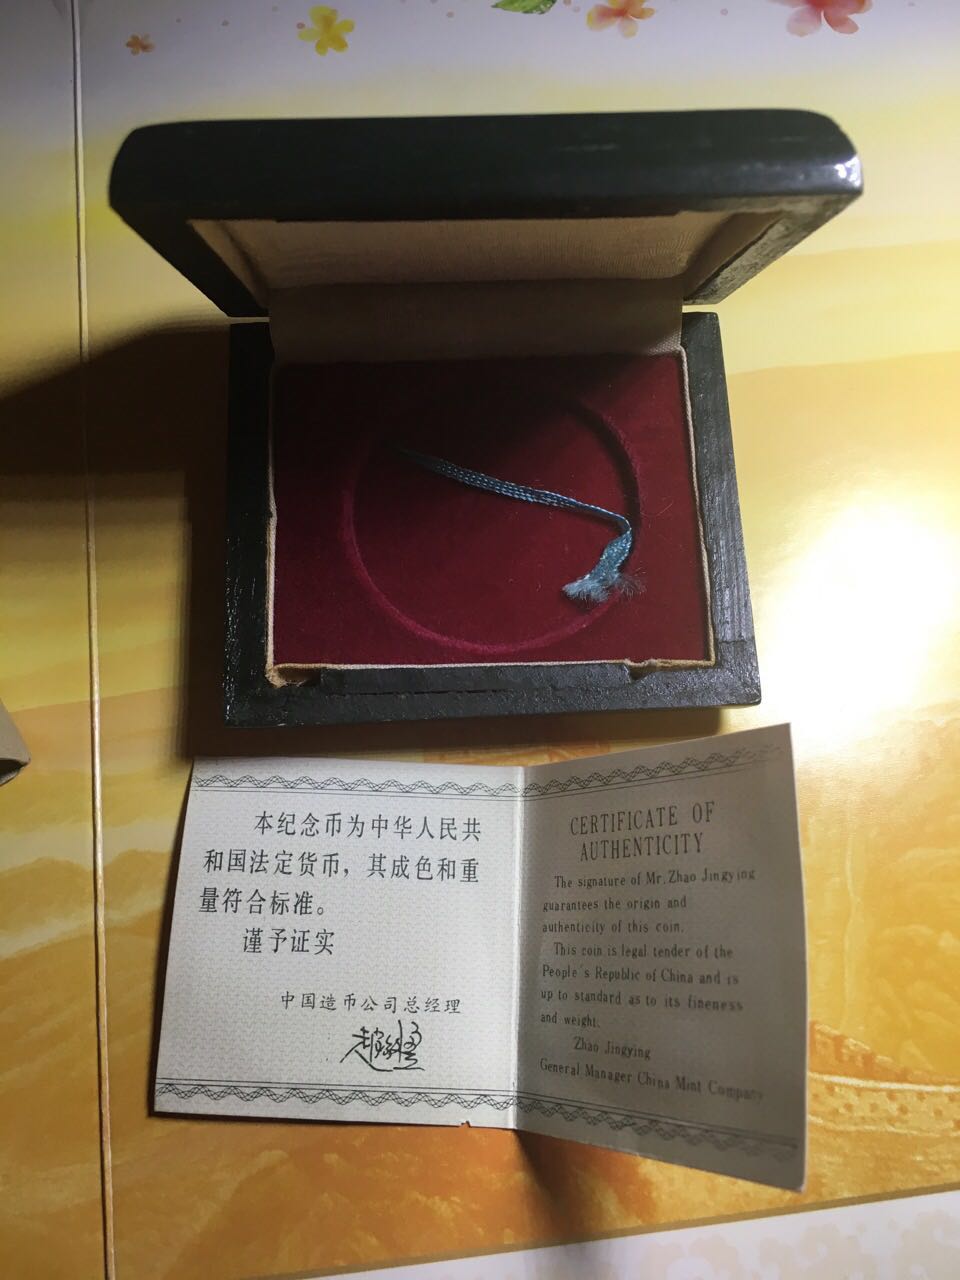 本纪念币为中华人民共
和国法定货币，其成色和重
量符合标准。
谨予证实
中国造币公司总经理
CERTIFICATE OF
AUTHENTICITY
The signature of Mr. Zhao Jingying
guarantees the origin and
authenticity of this coin.
This coin is legal tender of the
People's Republic of China and is
up to standard as to its fineness
and weight.
Zhao Jingying
General Manager China Mint Company